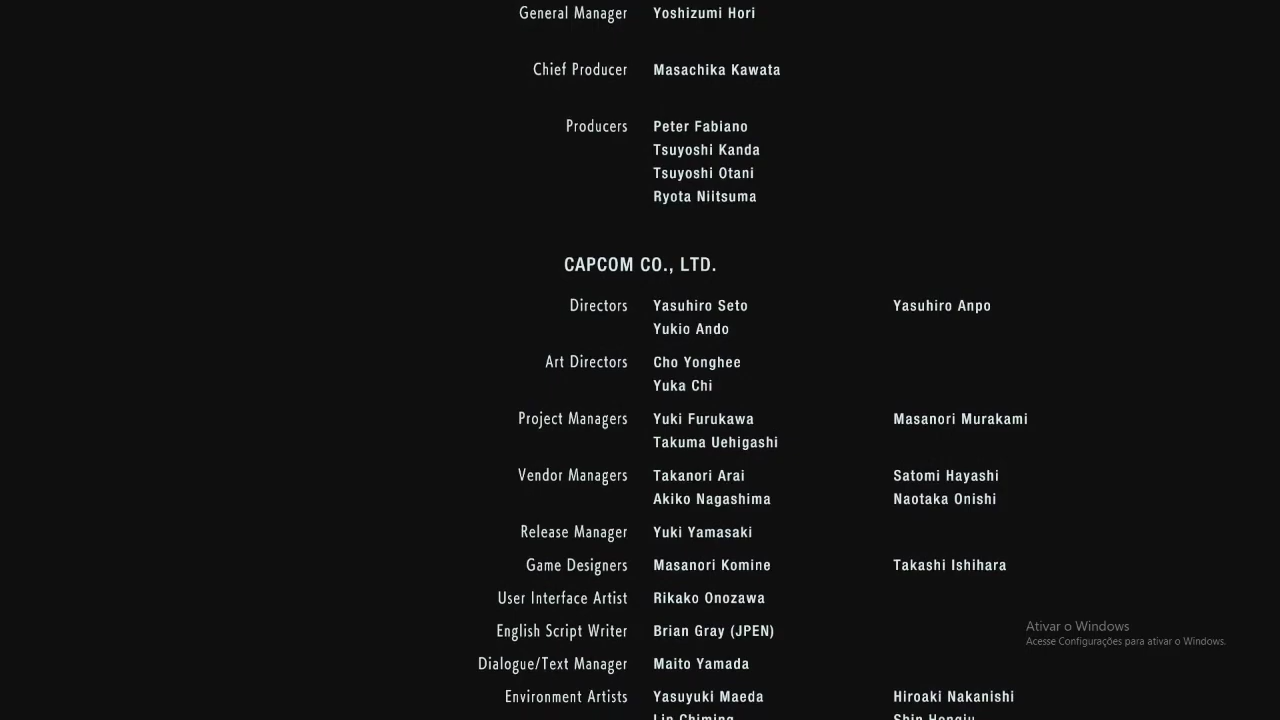 General Manager Yoshizumi Hori
Chief Producer Masachika Kawata
Producers Peter Fabiano
Tsuyoshi Kanda
Tsuyoshi Otani
Ryota Niitsuma
CAPCOM CO., LTD.
Directors Yasuhiro Seto Yasuhiro Anpo
Yukio Ando
Art Directors Cho Yonghee
Yuka Chi
Project Managers Yuki Furukawa Masanori Murakami
Takuma Uehigashi
Vendor Managers Takanori Arai Satomi Hayashi
Akiko Nagashima Naotaka Onishi
Release Manager Yuki Yamasaki
Game Designers Masanori Komine Takashi Ishihara
User Interface Artist Rikako Onozawa
English Script Writer Brian Gray (JPEN)
Ativar o Windows
Acesse Configurações para ativar o Windows.
Dialogue/Text Manager Maito Yamada
Environment Artists Yasuyuki Maeda Hiroaki Nakanishi
Lin Chiming Shin Hongju